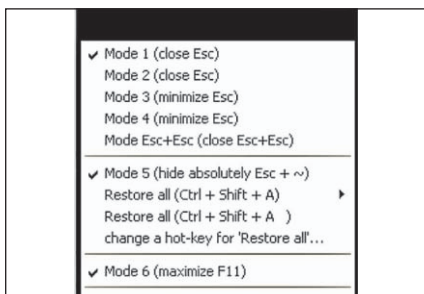 Mode 1 (close Esc)
Mode 2 (close Esc)
Mode 3 (minimize Esc)
Mode 4 (minimize Esc)
Mode Esc+Esc (close Esc+Esc)
Mode 5 (hide absolutely Esc + ~)
Restore all (Ctrl + Shift + A)
Restore all (Ctrl + Shift + A   )
change a hot-key for 'Restore all'...
Mode 6 (maximize F11)